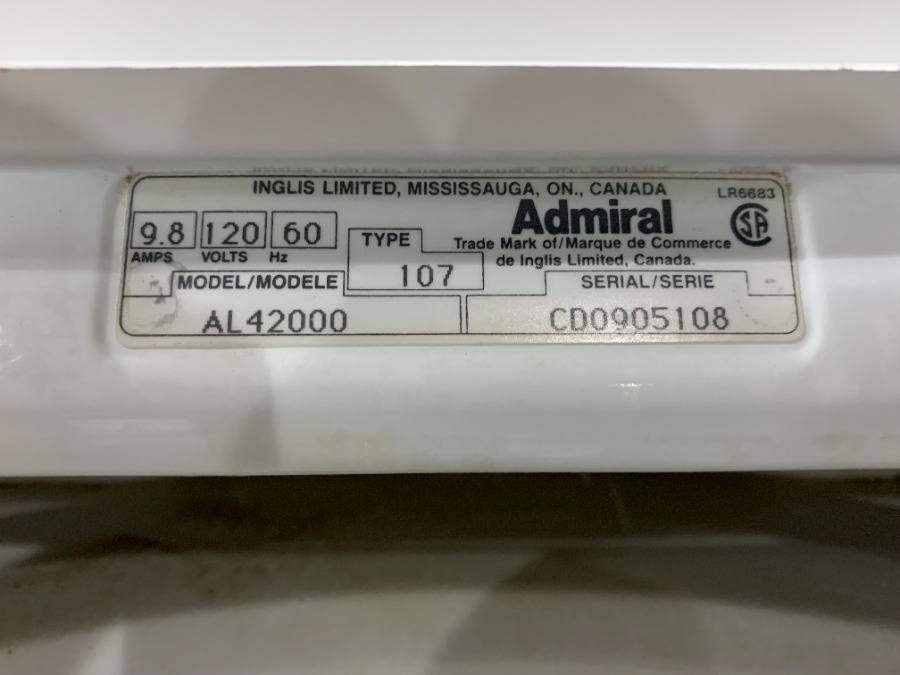 INGLIS LIMITED, MISSISSAUGA, ON., CANADA
LR6683
9.8 120 60
AMPS VOLTS Hz
TYPE
107
Admiral
Trade Mark of/Marque de Commerce
de Inglis Limited, Canada.
SA
MODEL/MODELE
AL42000
SERIAL/SERIE
CD0905108